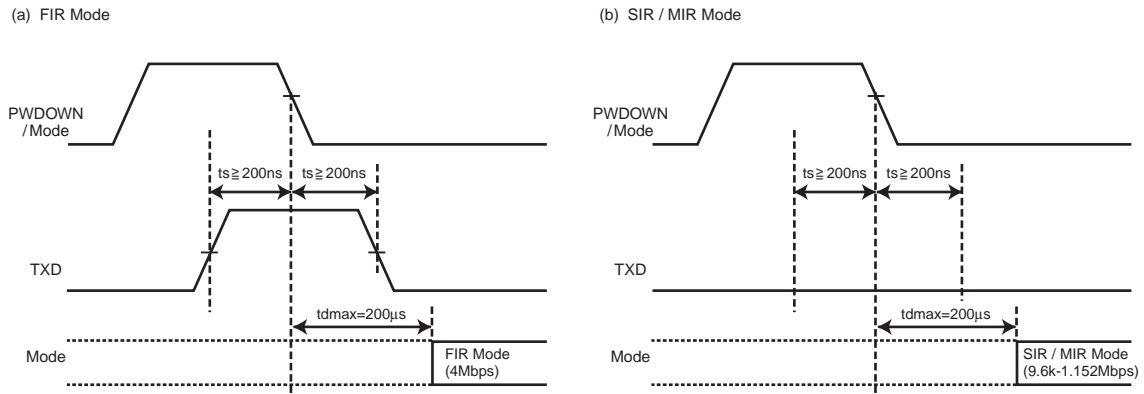 (a) FIR Mode
PWDOWN
/Mode
ts≧200ns
ts≧200ns
TXD
tdmax=200μs
Mode
FIR Mode
(4Mbps)
(b) SIR / MIR Mode
PWDOWN
/Mode
ts≧200ns
ts≧200ns
TXD
tdmax=200μs
Mode
SIR / MIR Mode
(9.6k-1.152Mbps)